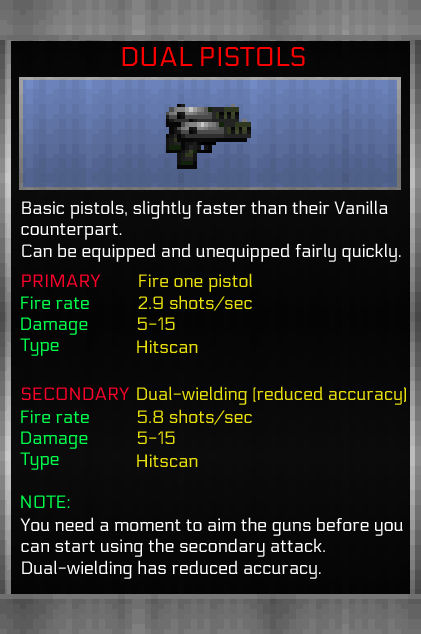 DUAL PISTOLS
Basic pistols, slightly faster than their Vanilla
counterpart.
Can be equipped and unequipped fairly quickly.
PRIMARY Fire one pistol
Fire rate 2.9 shots/sec
Damage 5-15
Type Hitscan
SECONDARY Dual-wielding (reduced accuracy)
Fire rate 5.8 shots/sec
Damage 5-15
Type Hitscan
NOTE:
You need a moment to aim the guns before you
can start using the secondary attack.
Dual-wielding has reduced accuracy.